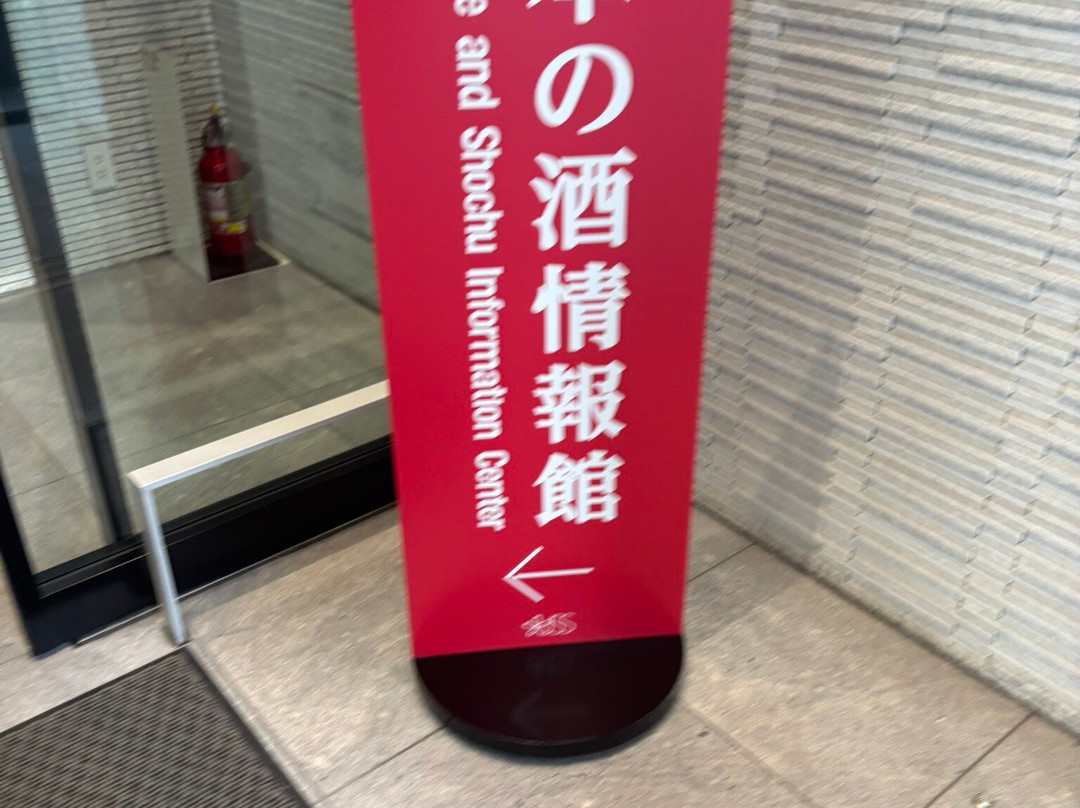 の酒情報館
and Shochu Information Center